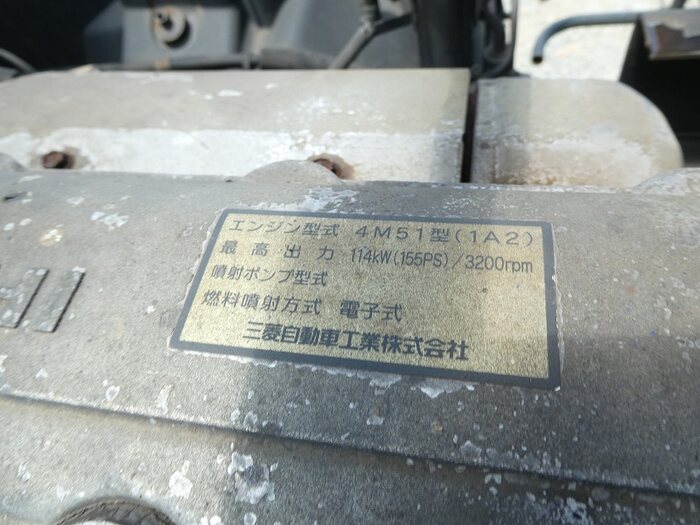 エンジン型式 4M51型(1A2)
最高出力 114kW(155PS)/3200rpm
噴射ポンプ型式
燃料噴射方式 電子式
三菱自動車工業株式会社